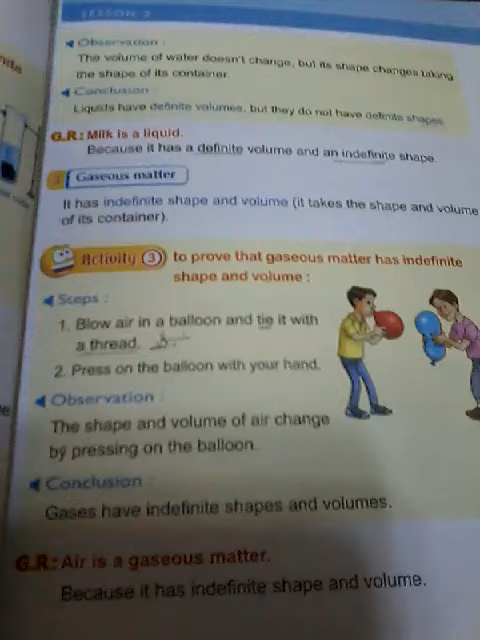 LESSON 2
Observation :
The volume of water doesn't change, but its shape changes taking
the shape of its container.
Conclusion :
Liquids have definite volumes, but they do not have definite shapes.
G.R.: Milk is a liquid.
Because it has a definite volume and an indefinite shape.
3 Gaseous matter
It has indefinite shape and volume (it takes the shape and volume
of its container).
Activity 3 to prove that gaseous matter has indefinite
shape and volume :
Steps :
1. Blow air in a balloon and tie it with
a thread.
2. Press on the balloon with your hand.
Observation :
The shape and volume of air change
by pressing on the balloon.
Conclusion :
Gases have indefinite shapes and volumes.
G.R.: Air is a gaseous matter.
Because it has indefinite shape and volume.